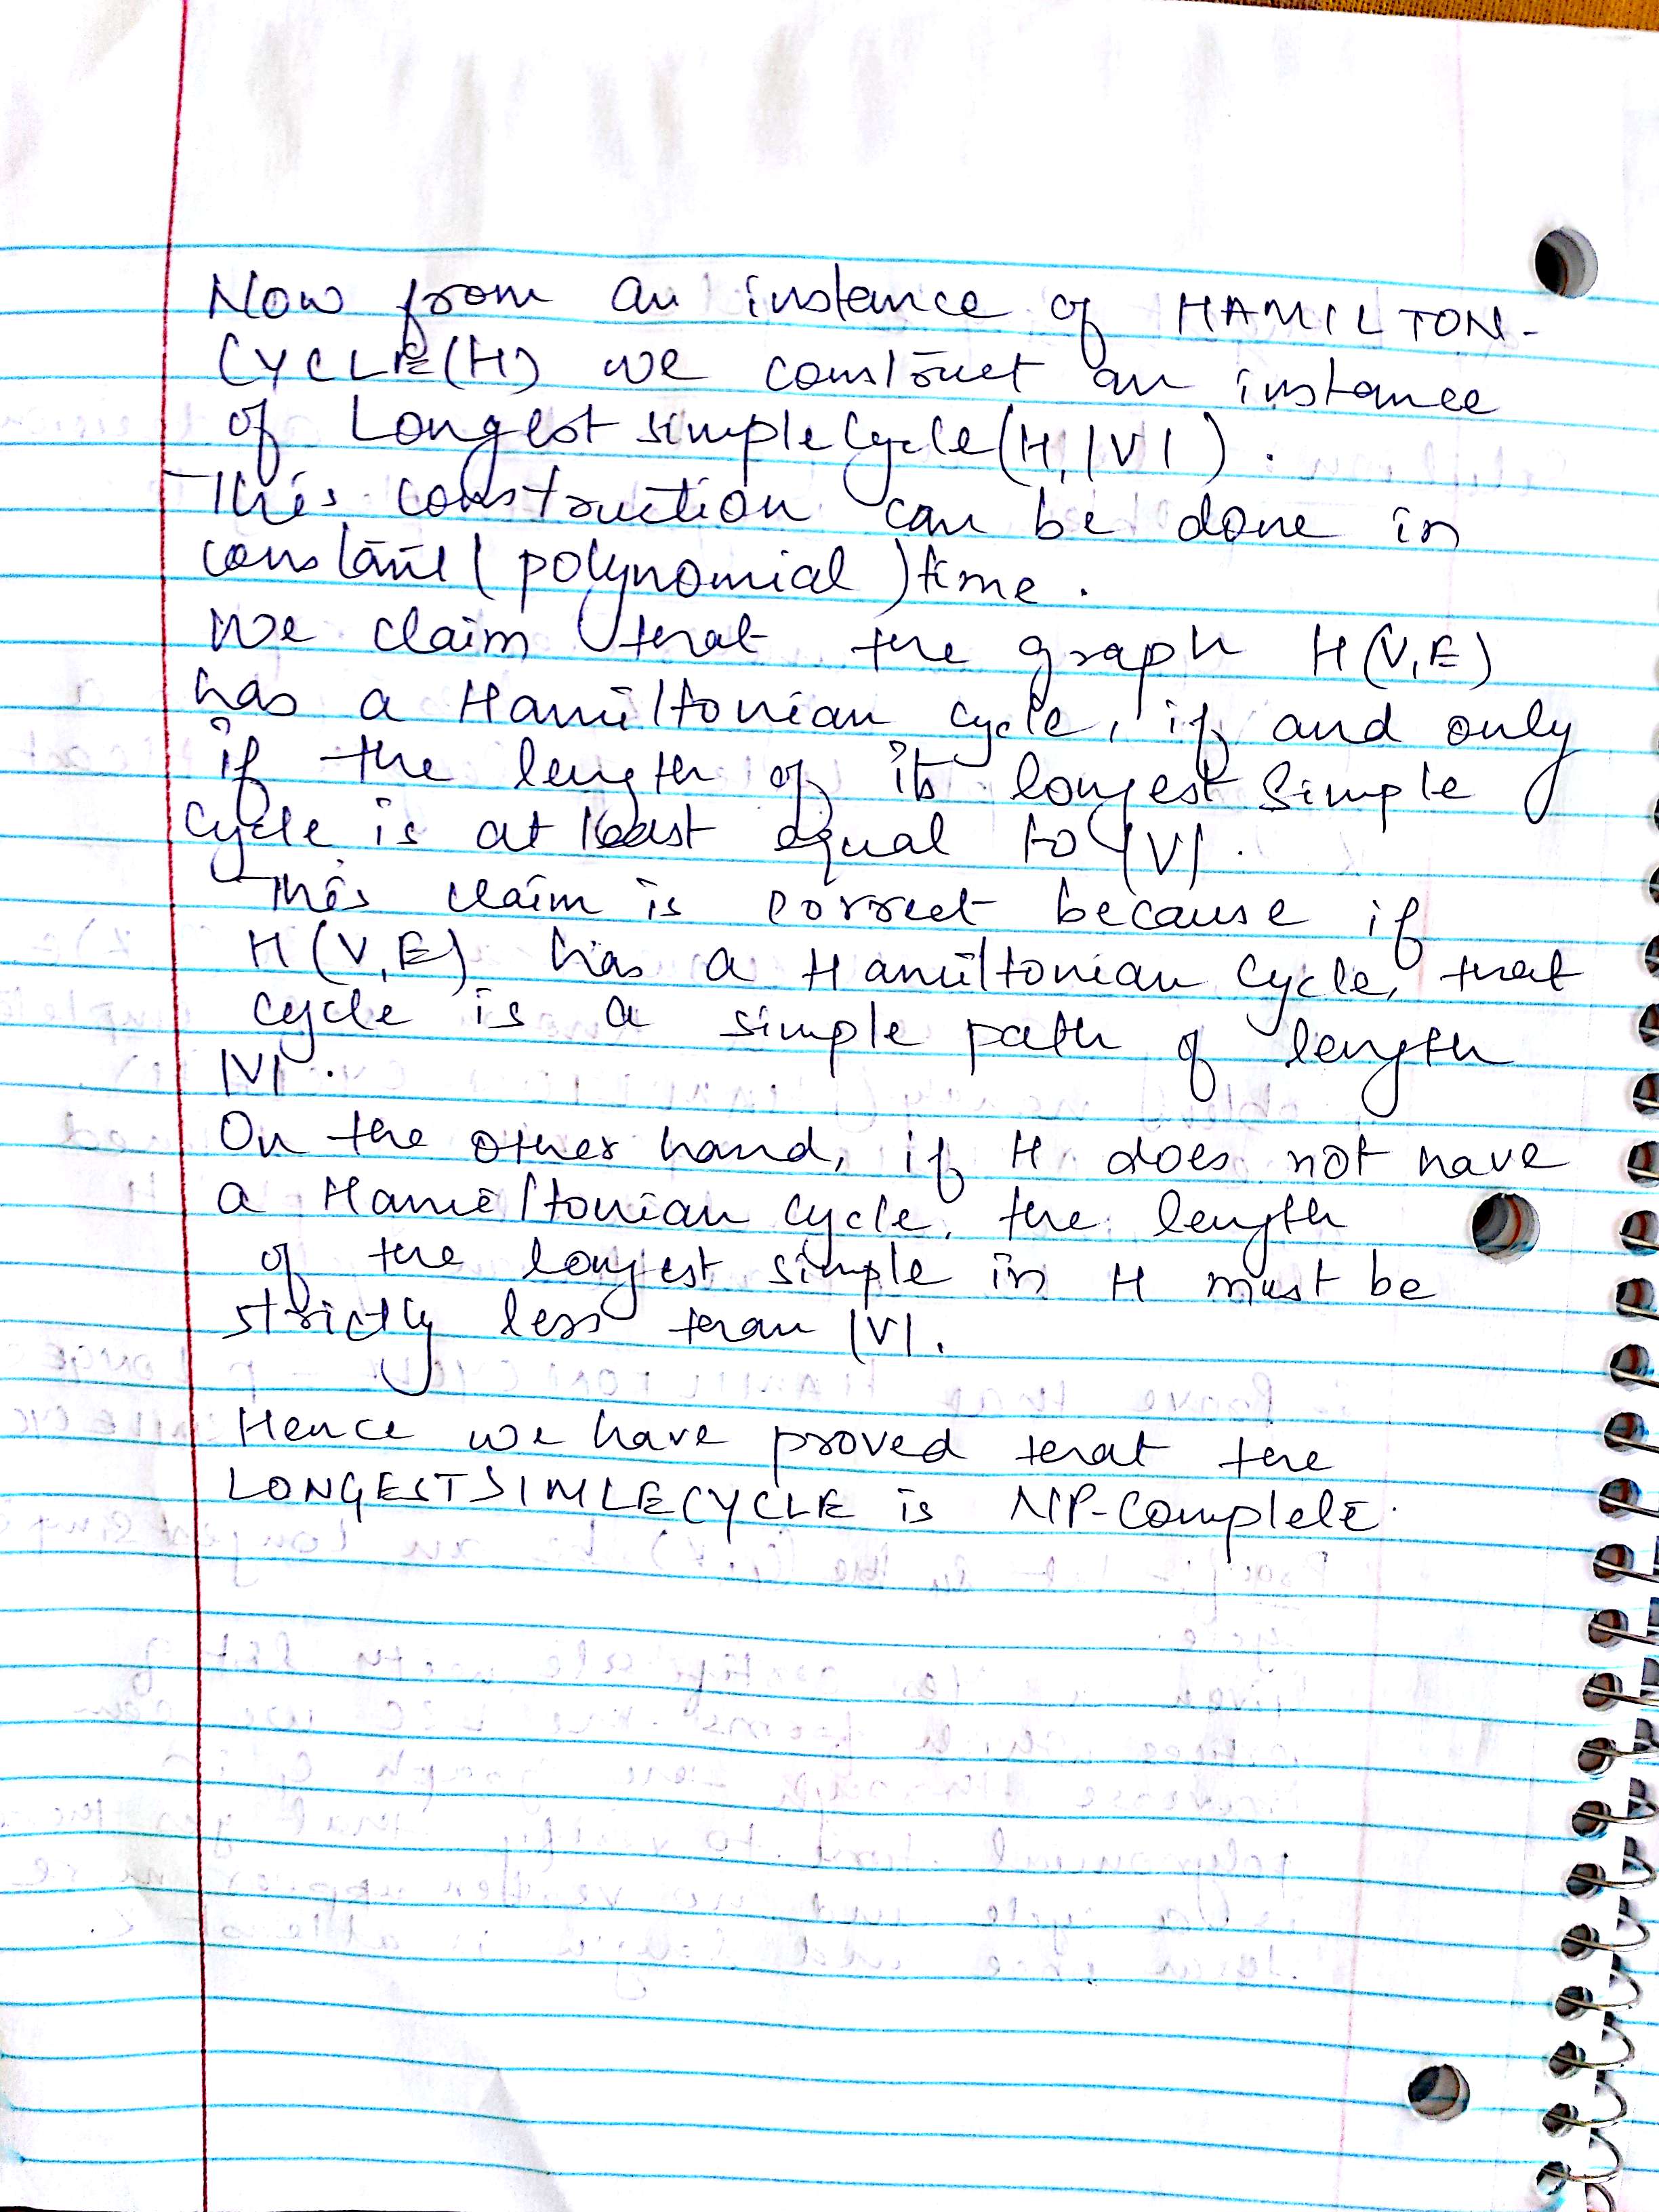 Now from an instance of HAMILTON-
CYCLE(H) we construct an instance
of LongestsimpleCycle(H,|V|).
This construction can be done in
constant (polynomial) time.
We claim that the graph H(V,E)
has a Hamiltonian cycle, if and only
if the length of its longest simple
cycle is at least equal to |V|.
This claim is correct because if
H(V,E) has a Hamiltonian cycle, that
cycle is a simple path of length
|V|.
On the other hand, if H does not have
a Hamiltonian cycle, the length
of the longest simple in H must be
strictly less than |V|.
Hence we have proved that the
LONGESTSIMLECYCLE is NP-Complete.